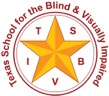 Texas School for the Blind & Visually Impaired
T S
B V I